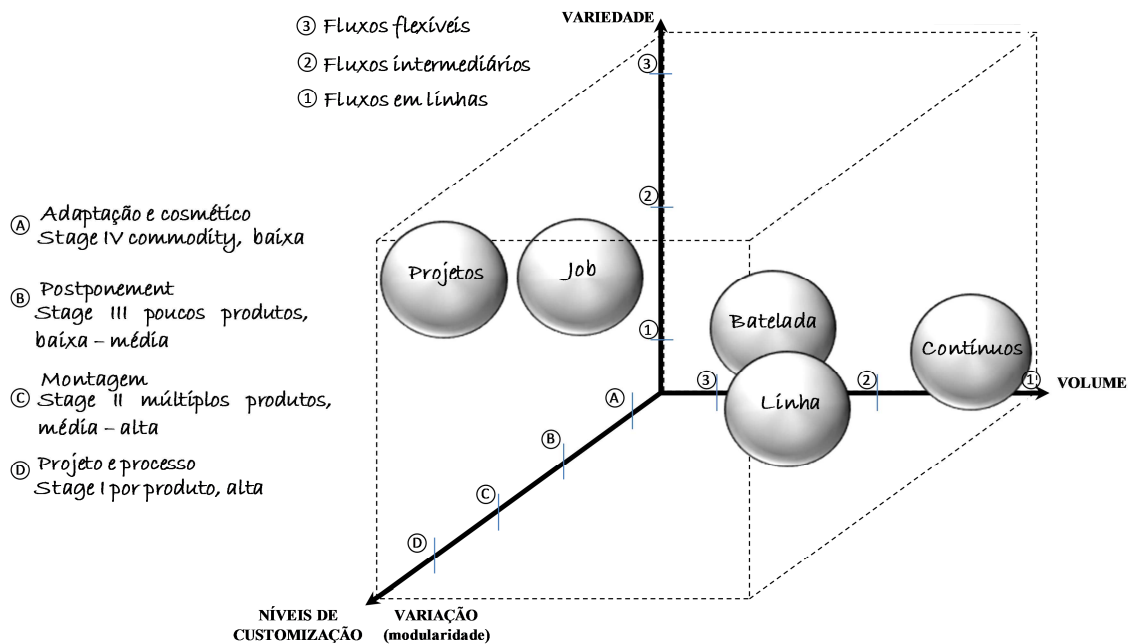 VARIEDADE
③ Fluxos flexíveis
② Fluxos intermediários
① Fluxos em linhas
③
②
①
Ⓐ Adaptação e cosmético
Stage IV commodity, baixa
Ⓑ Postponement
Stage III poucos produtos,
baixa – média
Ⓒ Montagem
Stage II múltiplos produtos,
média – alta
Ⓓ Projeto e processo
Stage I por produto, alta
Projetos
Job
Batelada
Contínuos
Linha
③
②
①
VOLUME
Ⓐ
Ⓑ
Ⓒ
Ⓓ
NÍVEIS DE
CUSTOMIZAÇÃO
VARIAÇÃO
(modularidade)